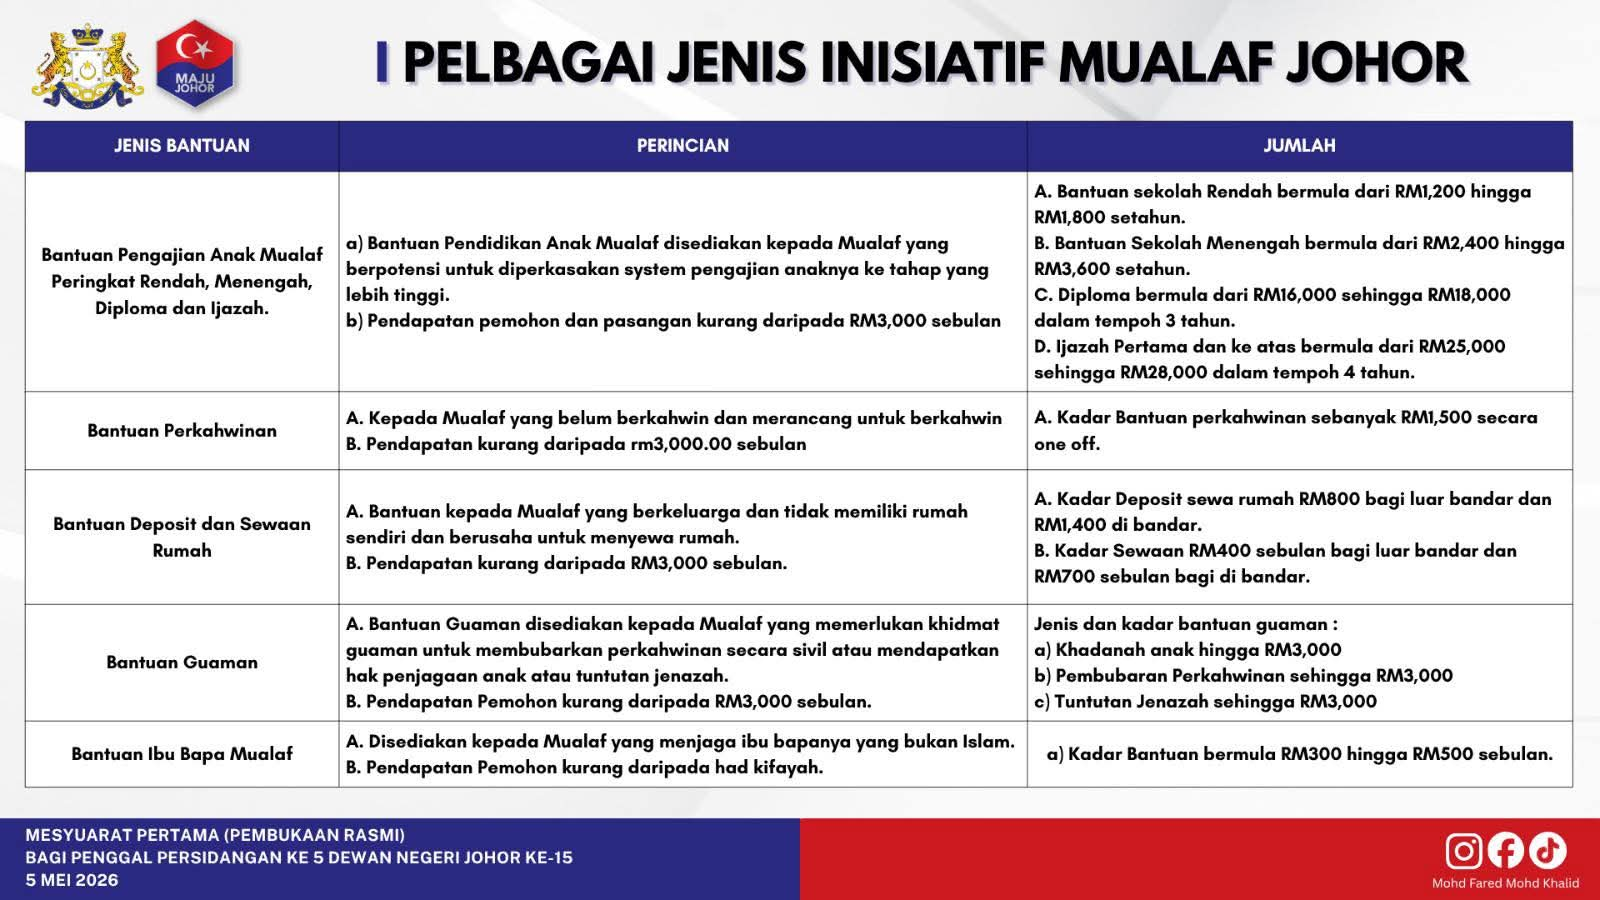 MAJU
JOHOR
I PELBAGAI JENIS INISIATIF MUALAF JOHOR
JENIS BANTUAN
PERINCIAN
JUMLAH
Bantuan Pengajian Anak Mualaf
Peringkat Rendah, Menengah,
Diploma dan Ijazah.
a) Bantuan Pendidikan Anak Mualaf disediakan kepada Mualaf yang
berpotensi untuk diperkasakan system pengajian anaknya ke tahap yang
lebih tinggi.
b) Pendapatan pemohon dan pasangan kurang daripada RM3,000 sebulan
A. Bantuan sekolah Rendah bermula dari RM1,200 hingga
RM1,800 setahun.
B. Bantuan Sekolah Menengah bermula dari RM2,400 hingga
RM3,600 setahun.
C. Diploma bermula dari RM16,000 sehingga RM18,000
dalam tempoh 3 tahun.
D. Ijazah Pertama dan ke atas bermula dari RM25,000
sehingga RM28,000 dalam tempoh 4 tahun.
Bantuan Perkahwinan
A. Kepada Mualaf yang belum berkahwin dan merancang untuk berkahwin
B. Pendapatan kurang daripada rm3,000.00 sebulan
A. Kadar Bantuan perkahwinan sebanyak RM1,500 secara
one off.
Bantuan Deposit dan Sewaan
Rumah
A. Bantuan kepada Mualaf yang berkeluarga dan tidak memiliki rumah
sendiri dan berusaha untuk menyewa rumah.
B. Pendapatan kurang daripada RM3,000 sebulan.
A. Kadar Deposit sewa rumah RM800 bagi luar bandar dan
RM1,400 di bandar.
B. Kadar Sewaan RM400 sebulan bagi luar bandar dan
RM700 sebulan bagi di bandar.
Bantuan Guaman
A. Bantuan Guaman disediakan kepada Mualaf yang memerlukan khidmat
guaman untuk membubarkan perkahwinan secara sivil atau mendapatkan
hak penjagaan anak atau tuntutan jenazah.
B. Pendapatan Pemohon kurang daripada RM3,000 sebulan.
Jenis dan kadar bantuan guaman :
a) Khadanah anak hingga RM3,000
b) Pembubaran Perkahwinan sehingga RM3,000
c) Tuntutan Jenazah sehingga RM3,000
Bantuan Ibu Bapa Mualaf
A. Disediakan kepada Mualaf yang menjaga ibu bapanya yang bukan Islam.
B. Pendapatan Pemohon kurang daripada had kifayah.
a) Kadar Bantuan bermula RM300 hingga RM500 sebulan.
MESYUARAT PERTAMA (PEMBUKAAN RASMI)
BAGI PENGGAL PERSIDANGAN KE 5 DEWAN NEGERI JOHOR KE-15
5 MEI 2026
Mohd Fared Mohd Khalid